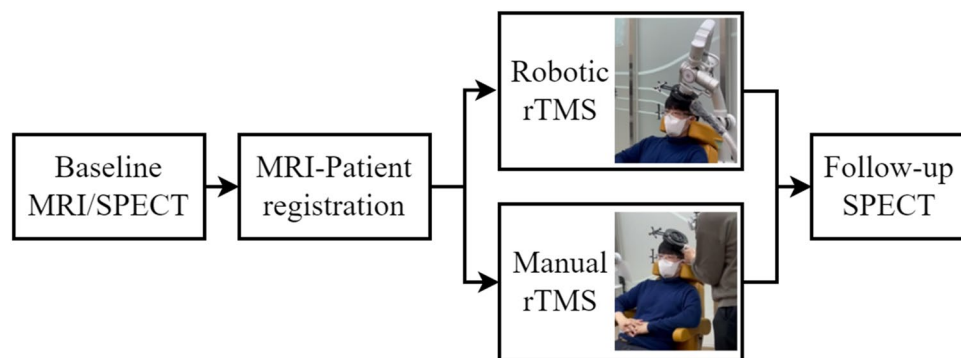 Baseline
MRI/SPECT
MRI-Patient
registration
Robotic
rTMS
Manual
rTMS
Follow-up
SPECT